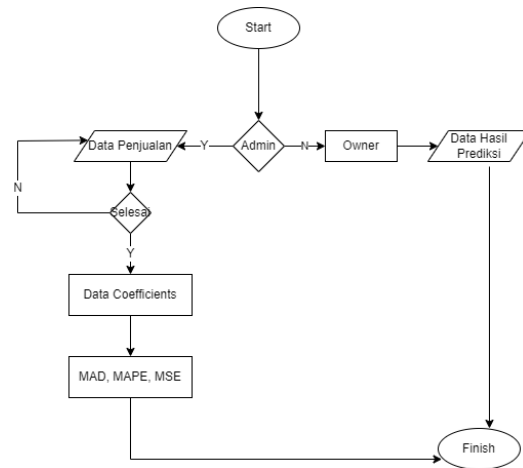 Start
Data Penjualan
Y
Admin
N
Owner
Data Hasil
Prediksi
N
Selesai
Y
Data Coefficients
MAD, MAPE, MSE
Finish